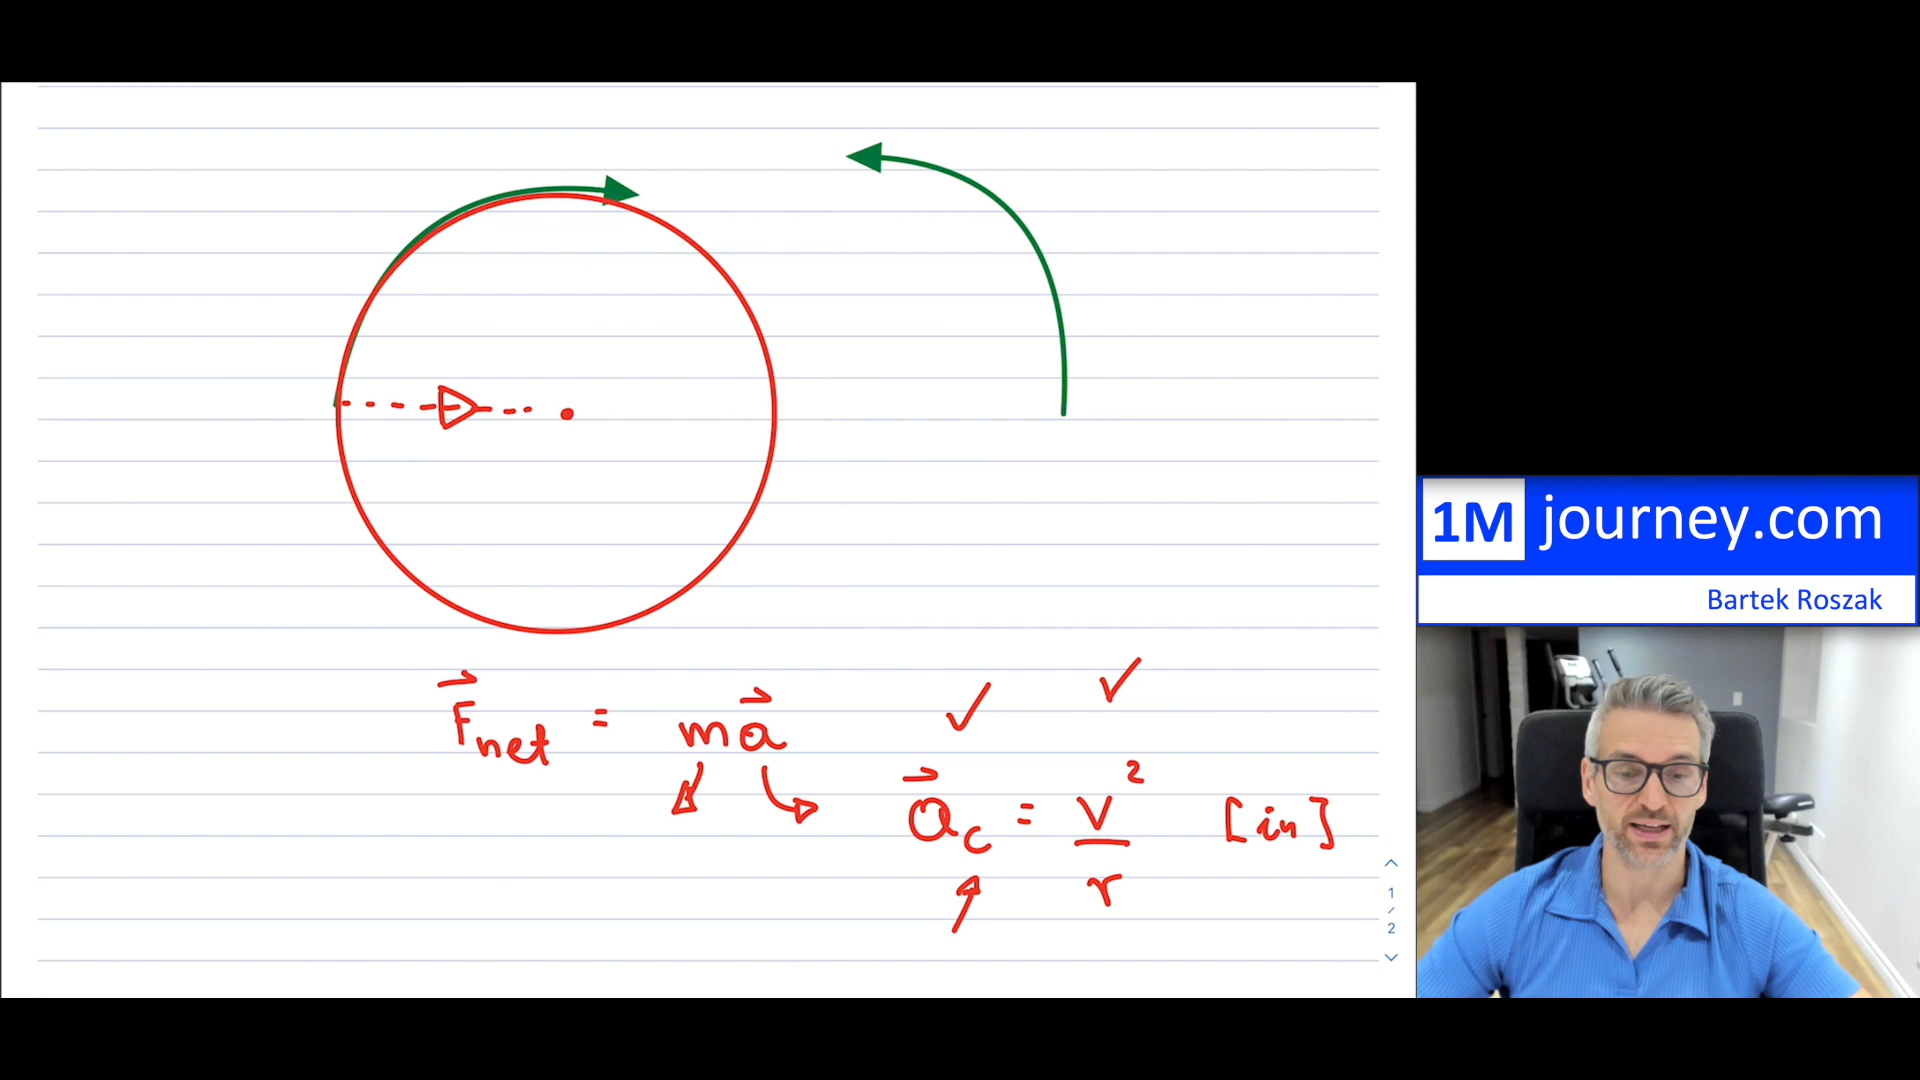 1M journey.com
Bartek Roszak
F⃗net = ma⃗
✓ ✓
a⃗c = v²/r [in]
1
/
2